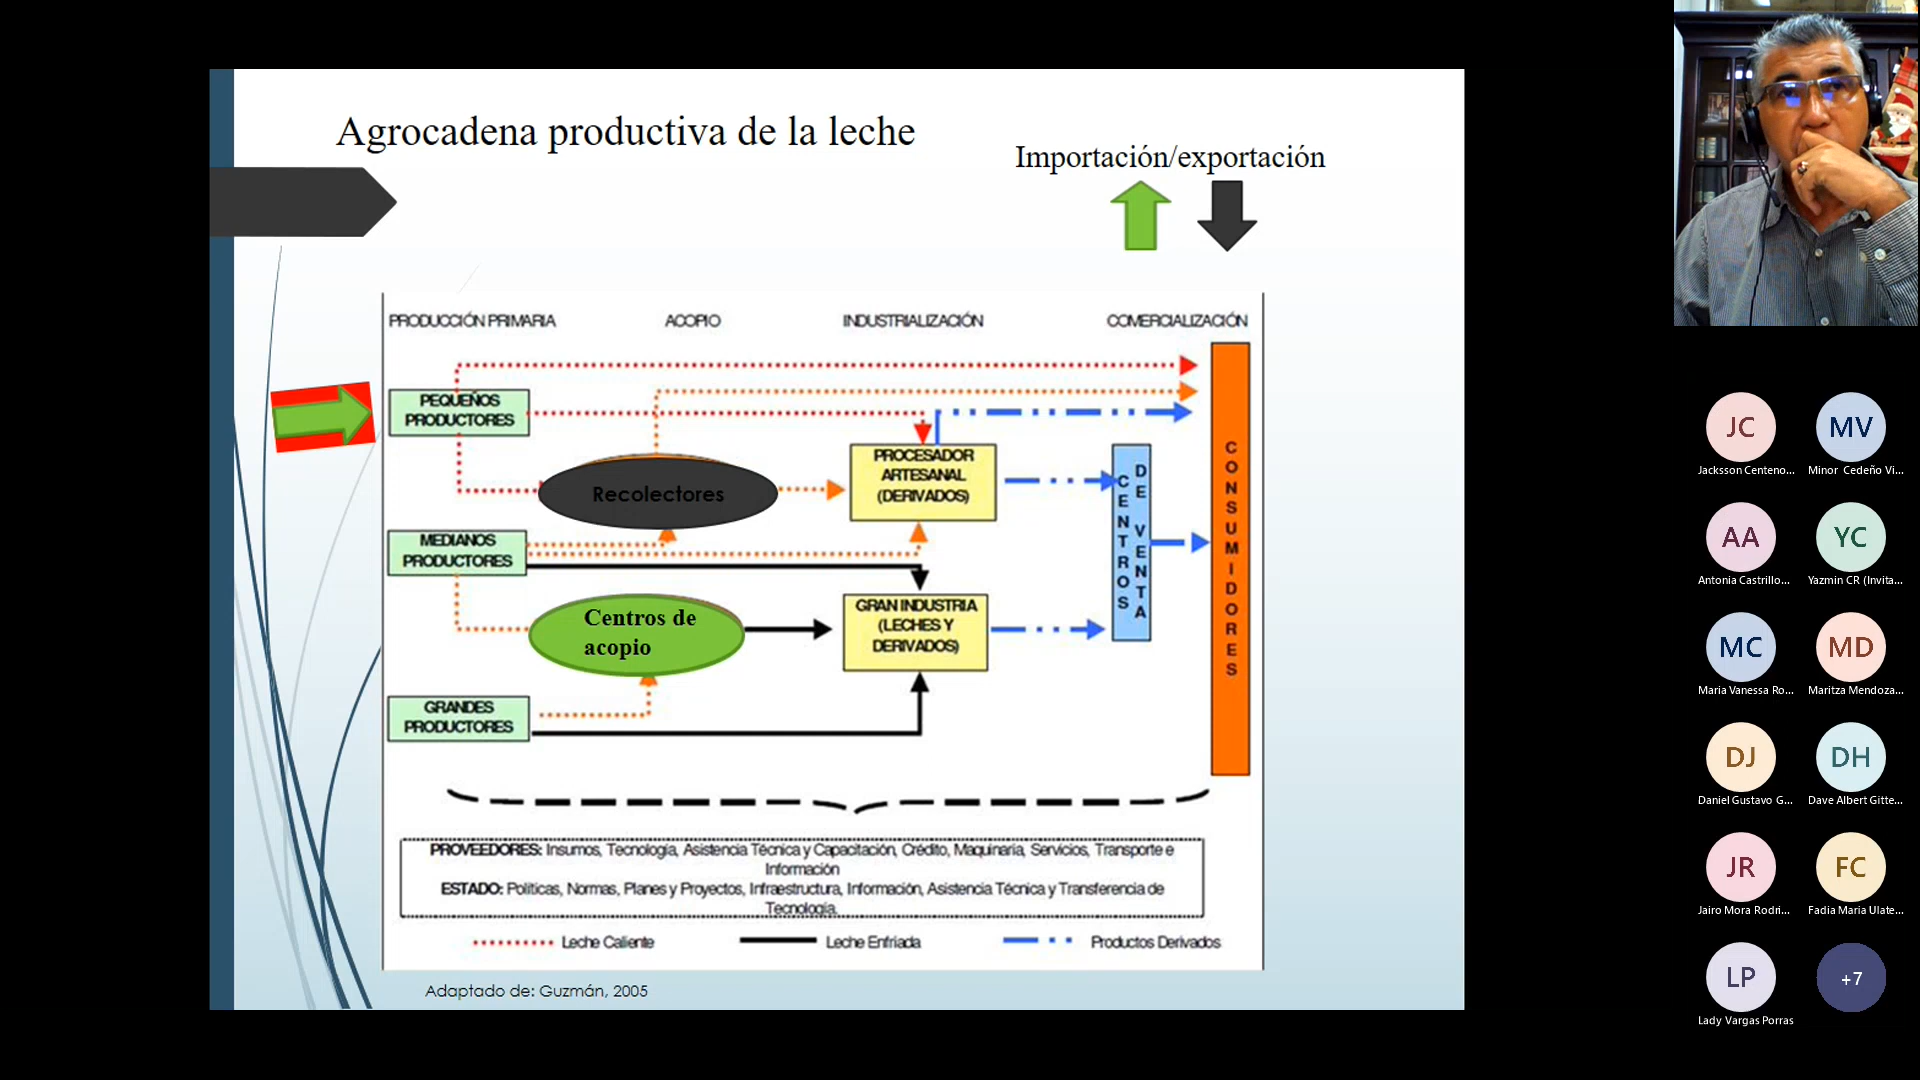 Agrocadena productiva de la leche
Importación/exportación
PRODUCCIÓN PRIMARIA
ACOPIO
INDUSTRIALIZACIÓN
COMERCIALIZACIÓN
PEQUEÑOS
PRODUCTORES
Recolectores
PROCESADOR
ARTESANAL
(DERIVADOS)
MEDIANOS
PRODUCTORES
Centros de
acopio
GRAN INDUSTRIA
(LECHES Y
DERIVADOS)
GRANDES
PRODUCTORES
CENTROS
DE VENTA
CONSUMIDORES
PROVEEDORES: Insumos, Tecnología, Asistencia Técnica y Capacitación, Crédito, Maquinaria, Servicios, Transporte e
Información
ESTADO: Políticas, Normas, Planes y Proyectos, Infraestructura, Información, Asistencia Técnica y Transferencia de
Tecnología.
Leche Caliente
Leche Enfriada
Productos Derivados
Adaptado de: Guzmán, 2005
JC
Jacksson Centeno...
MV
Minor Cedeño Vi...
AA
Antonia Castrillo...
YC
Yazmin CR (Invita...
MC
Maria Vanessa Ro...
MD
Maritza Mendoza...
DJ
Daniel Gustavo G...
DH
Dave Albert Gitte...
JR
Jairo Mora Rodri...
FC
Fadia María Ulate...
LP
Lady Vargas Porras
+7